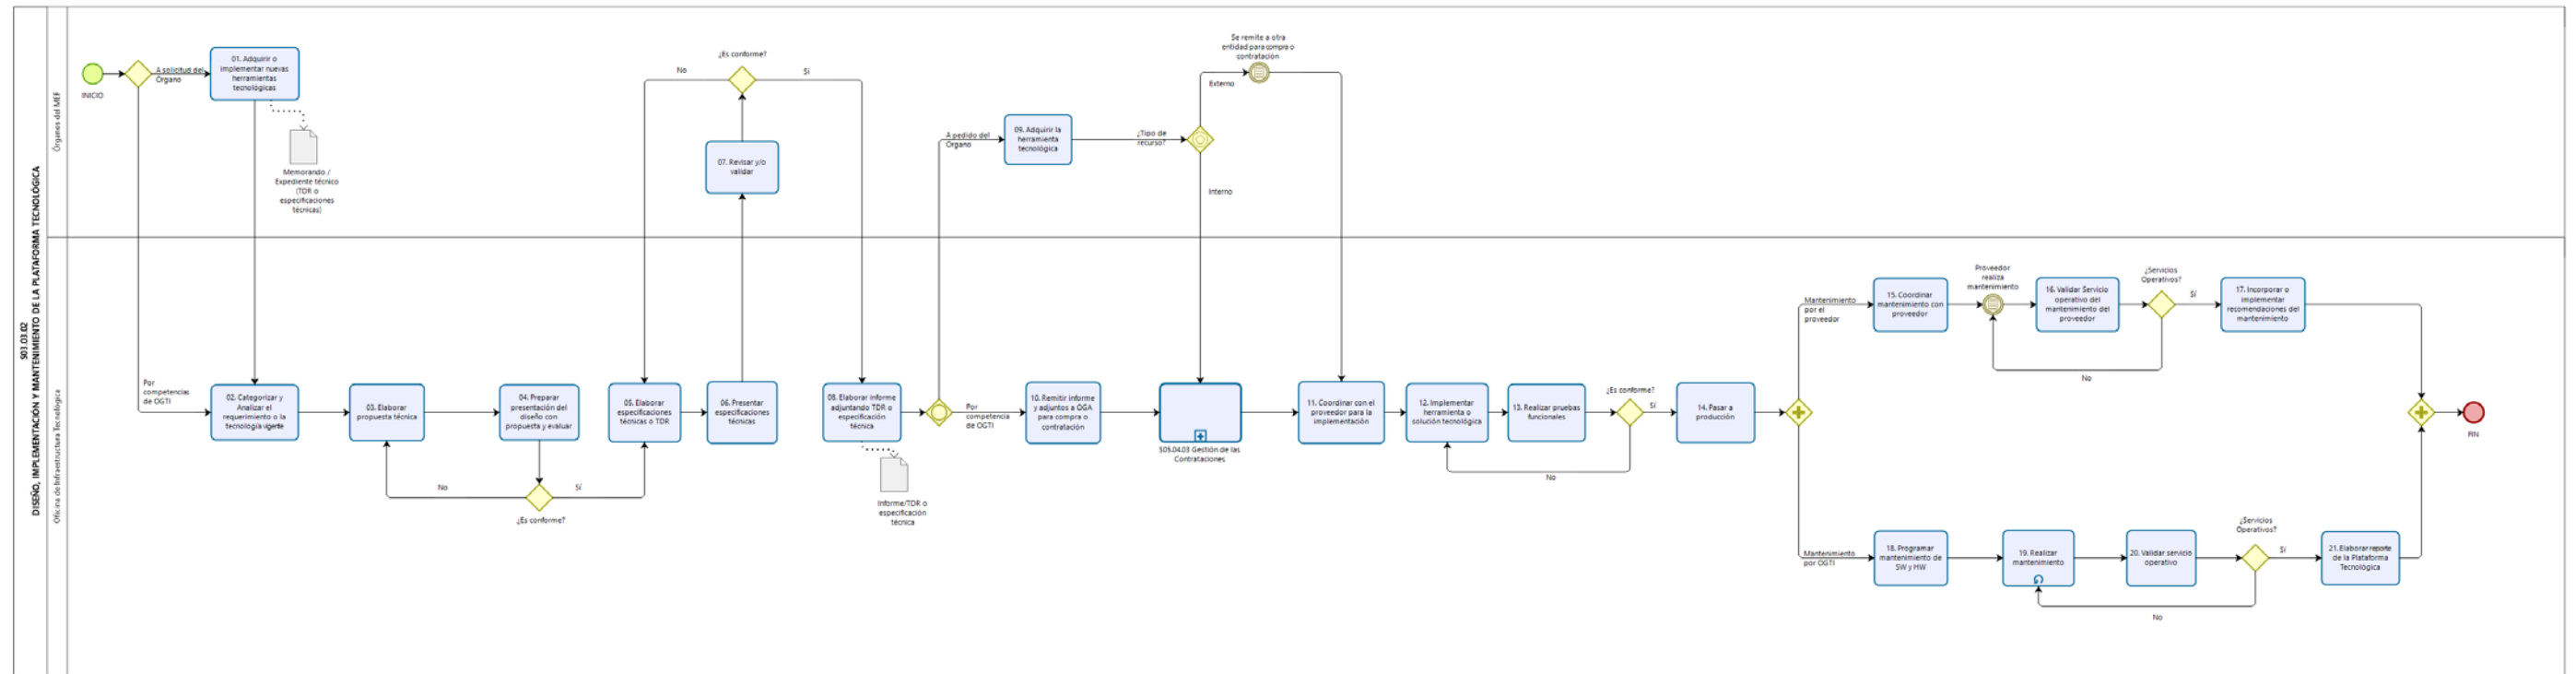 S03.03.02
DISEÑO, IMPLEMENTACIÓN Y MANTENIMIENTO DE LA PLATAFORMA TECNOLÓGICA
Órganos del MEF
INICIO
A solicitud del
Órgano
01. Adquirir o
implementar nuevas
herramientas
tecnológicas
Memorando /
Expediente técnico
(TDR o
especificaciones
técnicas)
¿Es conforme?
No
Sí
07. Revisar y/o
validar
A pedido del
Órgano
09. Adquirir la
herramienta
tecnológica
¿Tipo de
recurso?
Se remite a otra
entidad para compra o
contratación
Externo
Interno
Oficina de Infraestructura Tecnológica
Por
competencias
de OGTI
02. Categorizar y
Analizar el
requerimiento o la
tecnología vigente
03. Elaborar
propuesta técnica
04. Preparar
presentación del
diseño con
propuesta y evaluar
No
Sí
¿Es conforme?
05. Elaborar
especificaciones
técnicas o TDR
06. Presentar
especificaciones
técnicas
08. Elaborar informe
adjuntando TDR o
especificación
técnica
Informe/TDR o
especificación
técnica
Por
competencia
de OGTI
10. Remitir informe
y adjuntos a OGA
para compra o
contratación
S05.04.03 Gestión de las
Contrataciones
11. Coordinar con el
proveedor para la
implementación
12. Implementar
herramienta o
solución tecnológica
13. Realizar pruebas
funcionales
¿Es conforme?
Sí
No
14. Pasar a
producción
Mantenimiento
por el
proveedor
15. Coordinar
mantenimiento con
proveedor
Proveedor
realiza
mantenimiento
16. Validar Servicio
operativo del
mantenimiento del
proveedor
¿Servicios
Operativos?
Sí
No
17. Incorporar o
implementar
recomendaciones del
mantenimiento
Mantenimiento
por OGTI
18. Programar
mantenimiento de
SW y HW
19. Realizar
mantenimiento
20. Validar servicio
operativo
¿Servicios
Operativos?
Sí
No
21. Elaborar reporte
de la Plataforma
Tecnológica
FIN